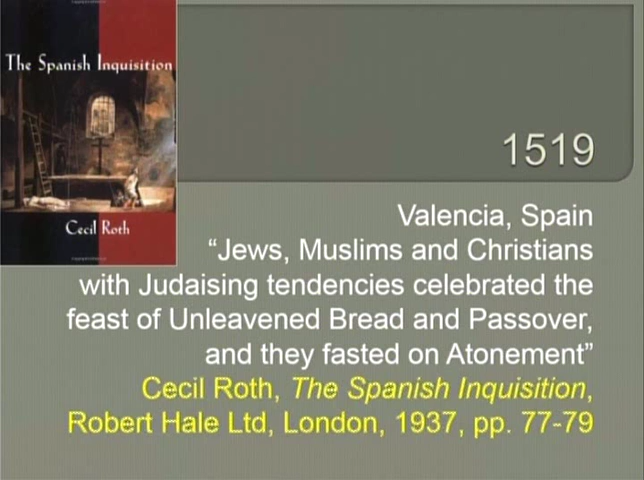 The Spanish Inquisition
Cecil Roth
1519
Valencia, Spain
“Jews, Muslims and Christians
with Judaising tendencies celebrated the
feast of Unleavened Bread and Passover,
and they fasted on Atonement”
Cecil Roth, The Spanish Inquisition,
Robert Hale Ltd, London, 1937, pp. 77-79